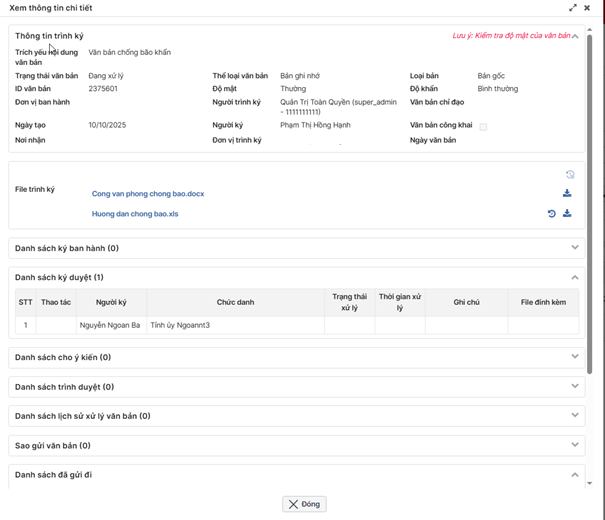 Xem thông tin chi tiết
Thông tin trình ký
Lưu ý: Kiểm tra độ mật của văn bản
Trích yếu nội dung văn bản
Văn bản chống bão khẩn
Trạng thái văn bản Đang xử lý Thể loại văn bản Bản ghi nhớ Loại bản Bản gốc
ID văn bản 2375601 Độ mật Thường Độ khẩn Bình thường
Đơn vị ban hành Người trình ký Quản Trị Toàn Quyền (super_admin - 1111111111) Văn bản chỉ đạo
Ngày tạo 10/10/2025 Người ký Phạm Thị Hồng Hạnh Văn bản công khai
Nơi nhận Đơn vị trình ký Ngày văn bản
File trình ký
Cong van phong chong bao.docx
Huong dan chong bao.xls
Danh sách ký ban hành (0)
Danh sách ký duyệt (1)
STT Thao tác Người ký Chức danh Trạng thái xử lý Thời gian xử lý Ghi chú File đính kèm
1 Nguyễn Ngoan Ba Tỉnh ủy Ngoannt3
Danh sách cho ý kiến (0)
Danh sách trình duyệt (0)
Danh sách lịch sử xử lý văn bản (0)
Sao gửi văn bản (0)
Danh sách đã gửi đi
Đóng